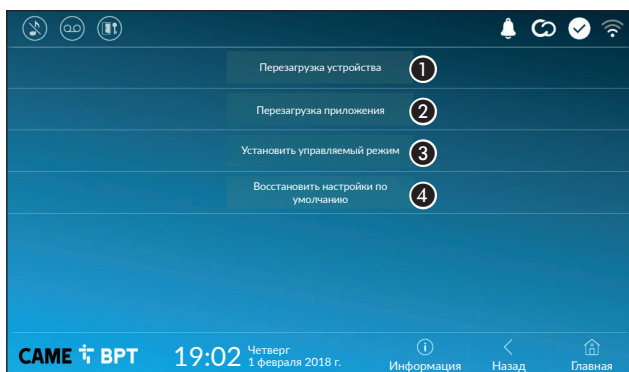 Перезагрузка устройства
1
Перезагрузка приложения
2
Установить управляемый режим
3
Восстановить настройки по
умолчанию
4
CAME BPT
19:02
Четверг
1 февраля 2018 г.
Информация
Назад
Главная